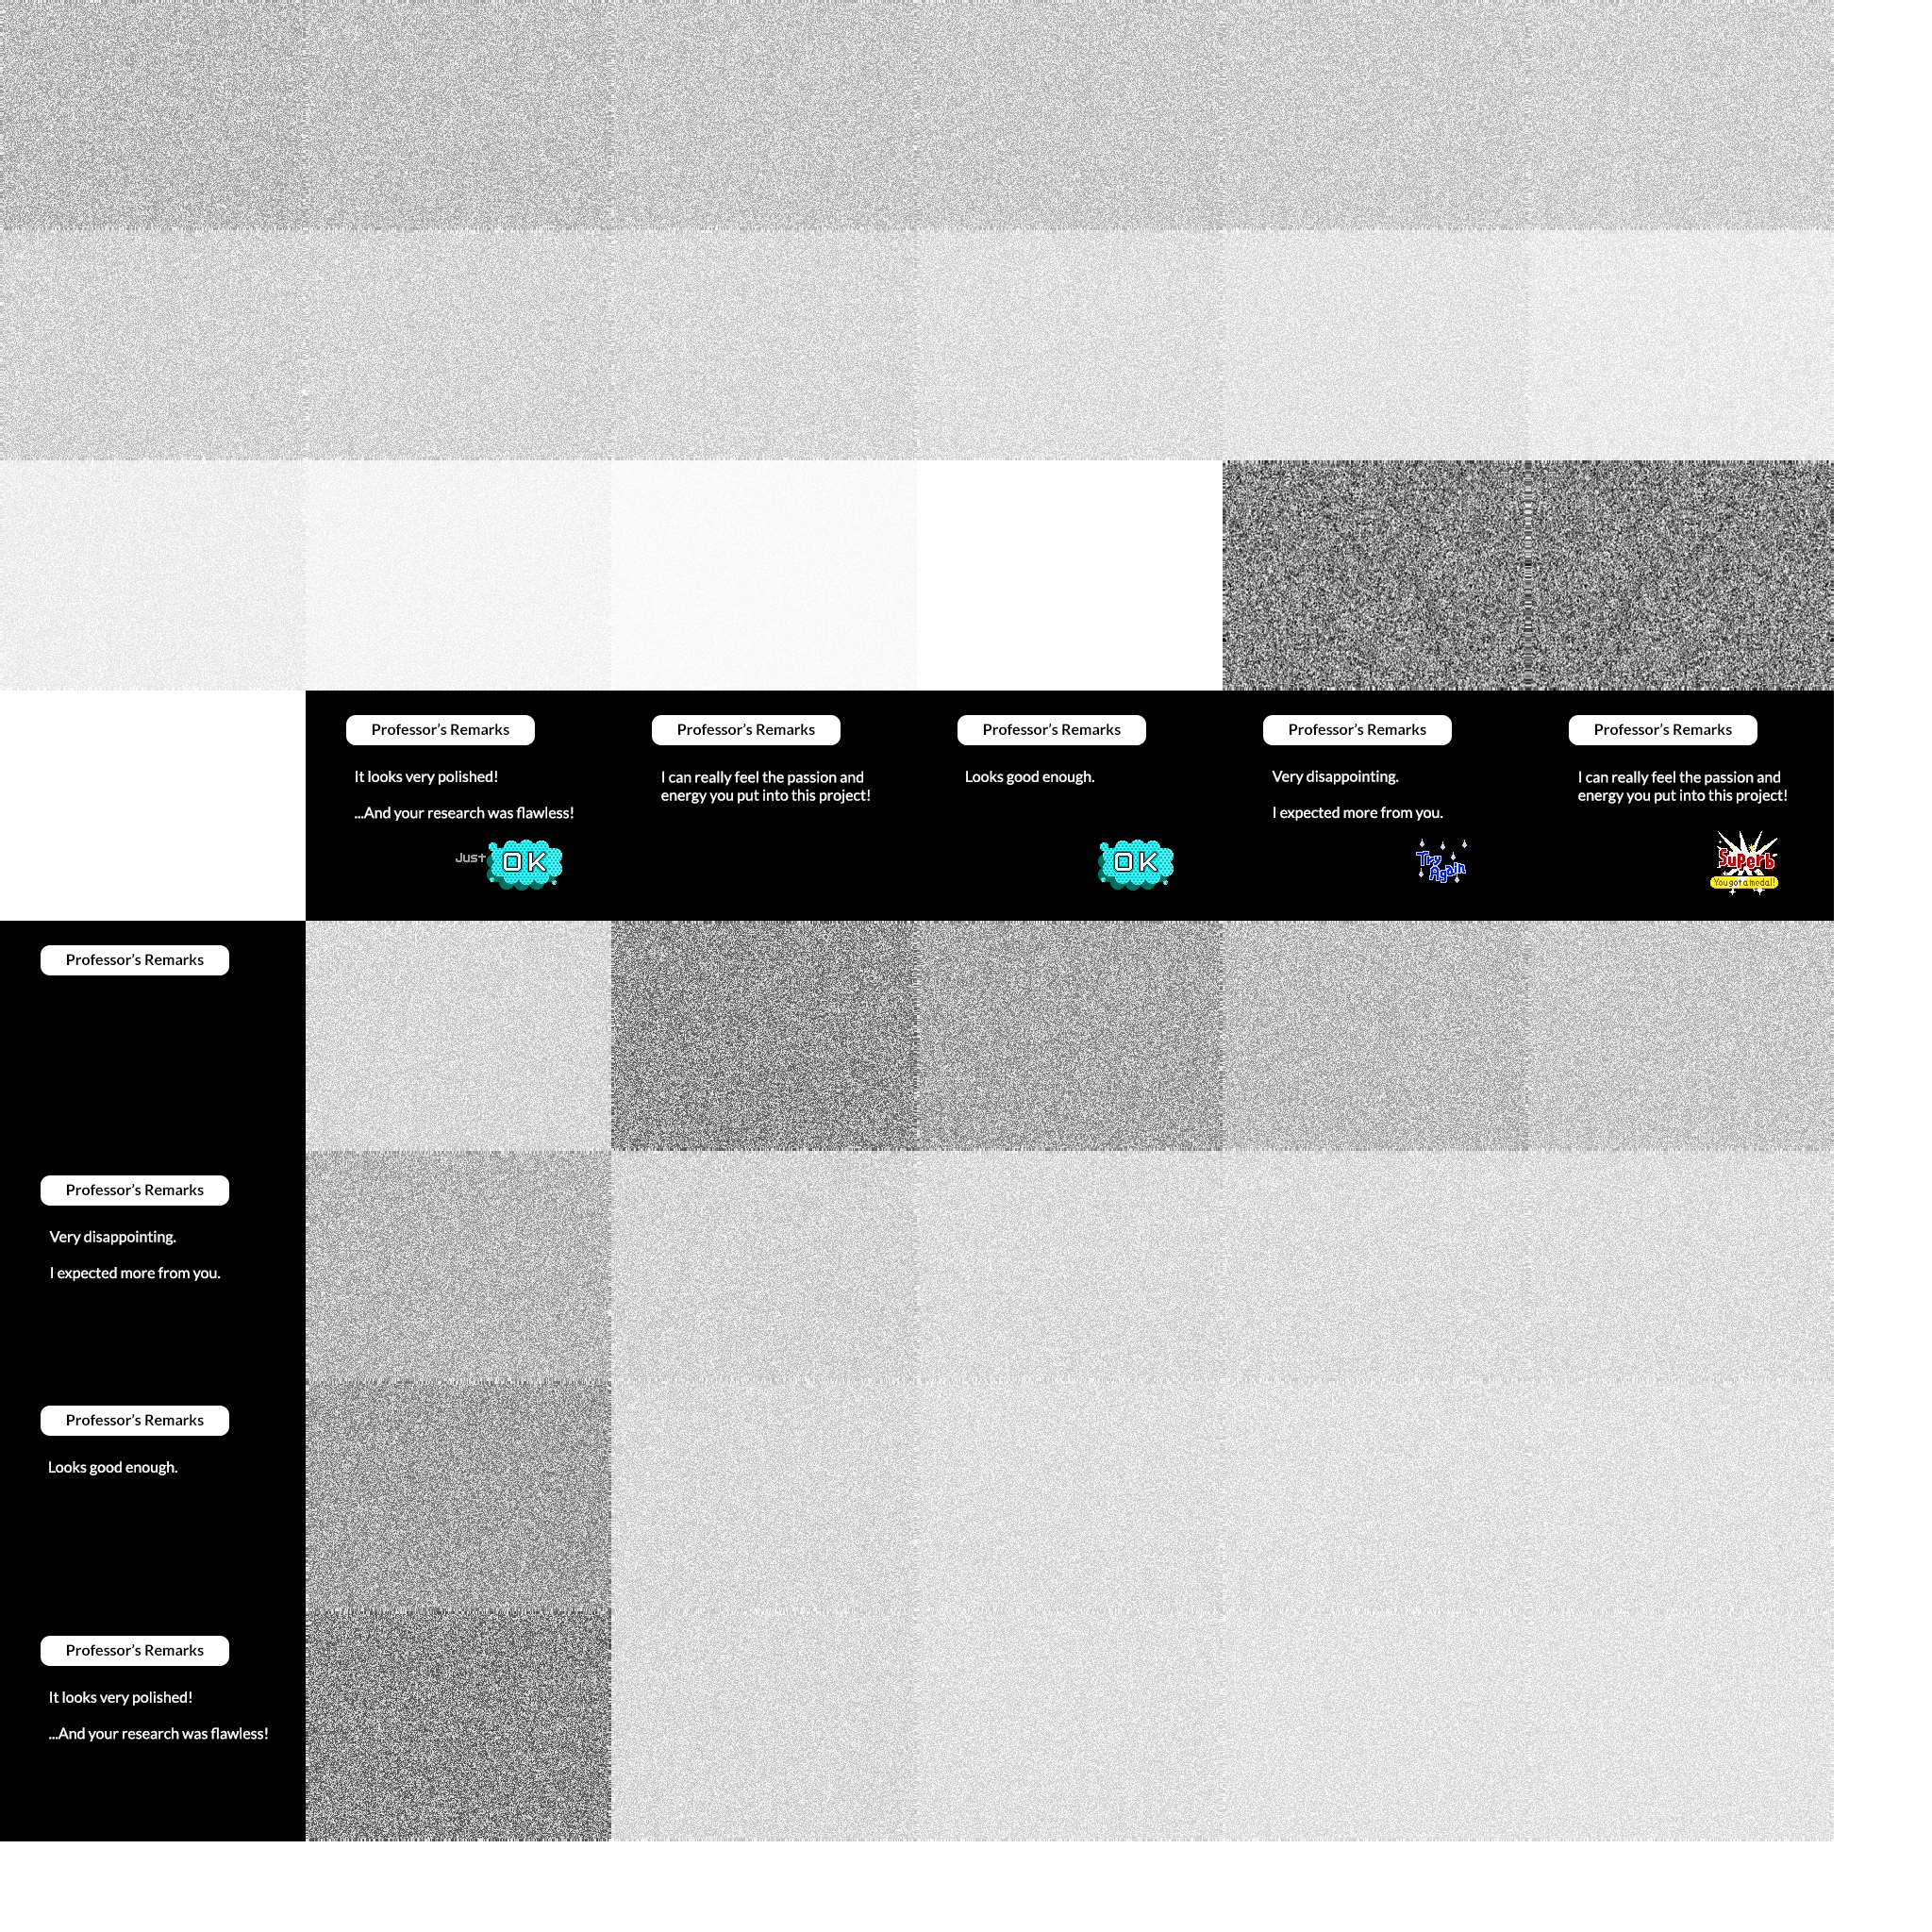 Professor's Remarks
It looks very polished!
...And your research was flawless!
Just OK
Professor's Remarks
I can really feel the passion and
energy you put into this project!
Professor's Remarks
Looks good enough.
OK
Professor's Remarks
Very disappointing.
I expected more from you.
Try
Again
Professor's Remarks
I can really feel the passion and
energy you put into this project!
Superb
You got a medal!
Professor's Remarks
Professor's Remarks
Very disappointing.
I expected more from you.
Professor's Remarks
Looks good enough.
Professor's Remarks
It looks very polished!
...And your research was flawless!